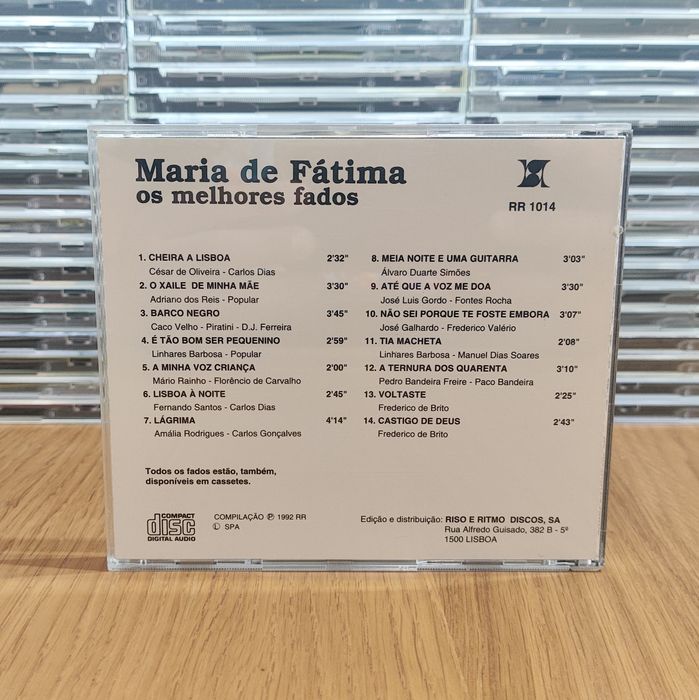 Maria de Fátima
os melhores fados
RR 1014
1. CHEIRA A LISBOA 2'32"
César de Oliveira - Carlos Dias
2. O XAILE DE MINHA MÃE 3'30"
Adriano dos Reis - Popular
3. BARCO NEGRO 3'45"
Caco Velho - Piratini - D.J. Ferreira
4. É TÃO BOM SER PEQUENINO 2'59"
Linhares Barbosa - Popular
5. A MINHA VOZ CRIANÇA 2'00"
Mário Rainho - Florêncio de Carvalho
6. LISBOA À NOITE 2'45"
Fernando Santos - Carlos Dias
7. LÁGRIMA 4'14"
Amália Rodrigues - Carlos Gonçalves
8. MEIA NOITE E UMA GUITARRA 3'03"
Álvaro Duarte Simões
9. ATÉ QUE A VOZ ME DOA 3'30"
José Luis Gordo - Fontes Rocha
10. NÃO SEI PORQUE TE FOSTE EMBORA 3'07"
José Galhardo - Frederico Valério
11. TIA MACHETA 2'08"
Linhares Barbosa - Manuel Dias Soares
12. A TERNURA DOS QUARENTA 3'10"
Pedro Bandeira Freire - Paco Bandeira
13. VOLTASTE 2'25"
Frederico de Brito
14. CASTIGO DE DEUS 2'43"
Frederico de Brito
Todos os fados estão, também,
disponíveis em cassetes.
COMPACT
disc
DIGITAL AUDIO
COMPILAÇÃO Ⓟ 1992 RR
Ⓛ SPA
Edição e distribuição: RISO E RITMO DISCOS, SA
Rua Alfredo Guisado, 382 B - 5º
1500 LISBOA